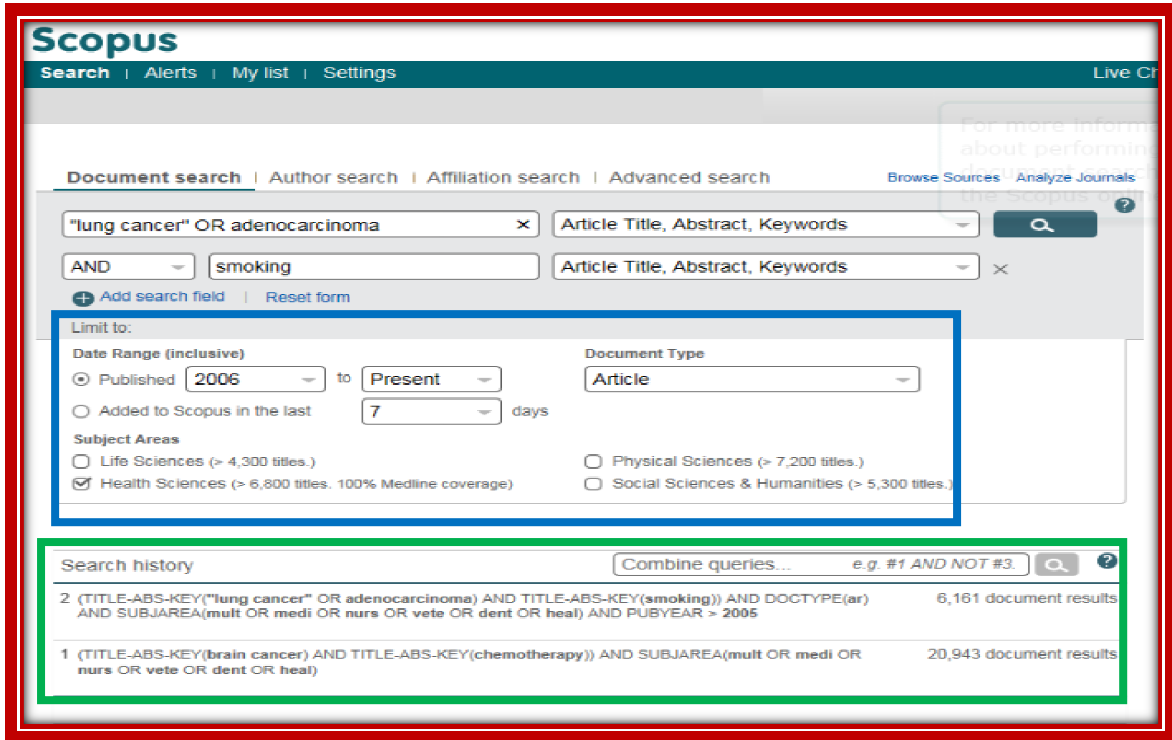 Scopus
Search | Alerts | My list | Settings Live Ch
For more informa
about performing
the Scopus online
Document search | Author search | Affiliation search | Advanced search Browse Sources Analyze Journals
"lung cancer" OR adenocarcinoma × Article Title, Abstract, Keywords
AND smoking Article Title, Abstract, Keywords ×
Add search field | Reset form
Limit to:
Date Range (inclusive) Document Type
Published 2006 to Present Article
Added to Scopus in the last 7 days
Subject Areas
Life Sciences (> 4,300 titles.) Physical Sciences (> 7,200 titles.)
Health Sciences (> 6,800 titles. 100% Medline coverage) Social Sciences & Humanities (> 5,300 titles.)
Search history Combine queries... e.g. #1 AND NOT #3. ?
2 (TITLE-ABS-KEY("lung cancer" OR adenocarcinoma) AND TITLE-ABS-KEY(smoking)) AND DOCTYPE(ar) 6,161 document results
AND SUBJAREA(mult OR medi OR nurs OR vete OR dent OR heal) AND PUBYEAR > 2005
1 (TITLE-ABS-KEY(brain cancer) AND TITLE-ABS-KEY(chemotherapy)) AND SUBJAREA(mult OR medi OR 20,943 document results
nurs OR vete OR dent OR heal)